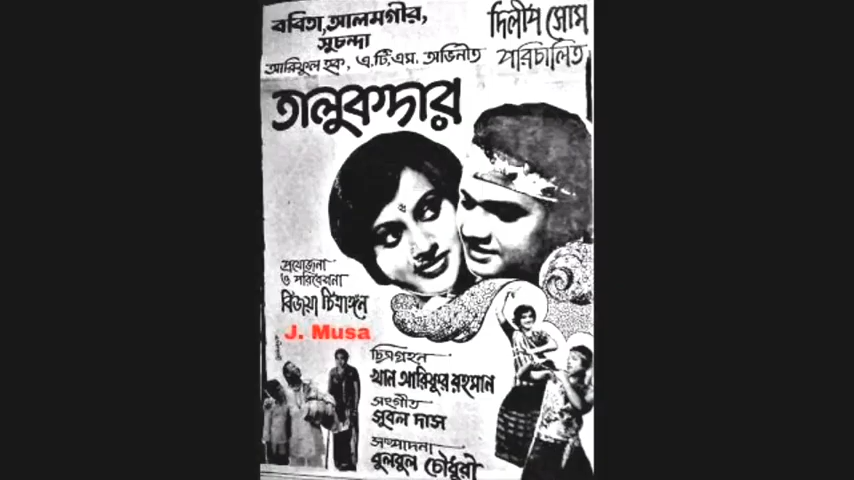 ববিতা, আলমগীর,
সুচন্দা
আরিফুল হক, এ.টি.এম. অভিনীত
দিলীপ সোম
পরিচালিত
তালুকদার
প্রযোজনা
ও পরিবেশনা
বিজয়া চিত্রাঙ্গন
J. Musa
চিত্রগ্রহন
খান আরিফুর রহমান
সংগীত
সুবল দাস
সম্পাদনা
বুলবুল চৌধুরী